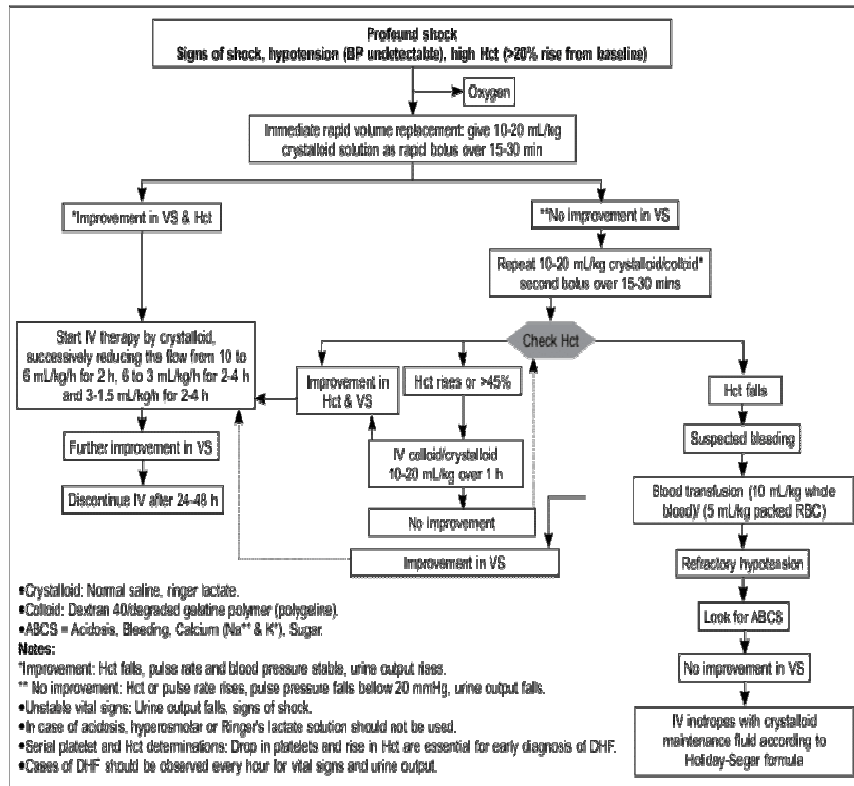 Profound shock
Signs of shock, hypotension (BP undetectable), high Hct (>20% rise from baseline)
Oxygen
Immediate rapid volume replacement: give 10-20 mL/kg
crystalloid solution as rapid bolus over 15-30 min
*Improvement in VS & Hct
**No improvement in VS
Repeat 10-20 mL/kg crystalloid/colloid*
second bolus over 15-30 mins
Check Hct
Start IV therapy by crystalloid,
successively reducing the flow from 10 to
6 mL/kg/h for 2 h, 6 to 3 mL/kg/h for 2-4 h
and 3-1.5 mL/kg/h for 2-4 h
Further improvement in VS
Discontinue IV after 24-48 h
Improvement in
Hct & VS
Hct rises or >45%
IV colloid/crystalloid
10-20 mL/kg over 1 h
No Improvement
Improvement in VS
Hct falls
Suspected bleeding
Blood transfusion (10 mL/kg whole
blood)/ (5 mL/kg packed RBC)
Refractory hypotension
Look for ABCS
No improvement in VS
IV inotropes with crystalloid
maintenance fluid according to
Holiday-Segar formula
•Crystalloid: Normal saline, ringer lactate.
•Colloid: Dextran 40/degraded gelatine polymer (polygeline).
•ABCS = Acidosis, Bleeding, Calcium (Na⁺⁺ & K⁺), Sugar.
Notes:
*Improvement: Hct falls, pulse rate and blood pressure stable, urine output rises.
** No improvement: Hct or pulse rate rises, pulse pressure falls below 20 mmHg, urine output falls.
•Unstable vital signs: Urine output falls, signs of shock.
•In case of acidosis, hyperosmolar or Ringer's lactate solution should not be used.
•Serial platelet and Hct determinations: Drop in platelets and rise in Hct are essential for early diagnosis of DHF.
•Cases of DHF should be observed every hour for vital signs and urine output.